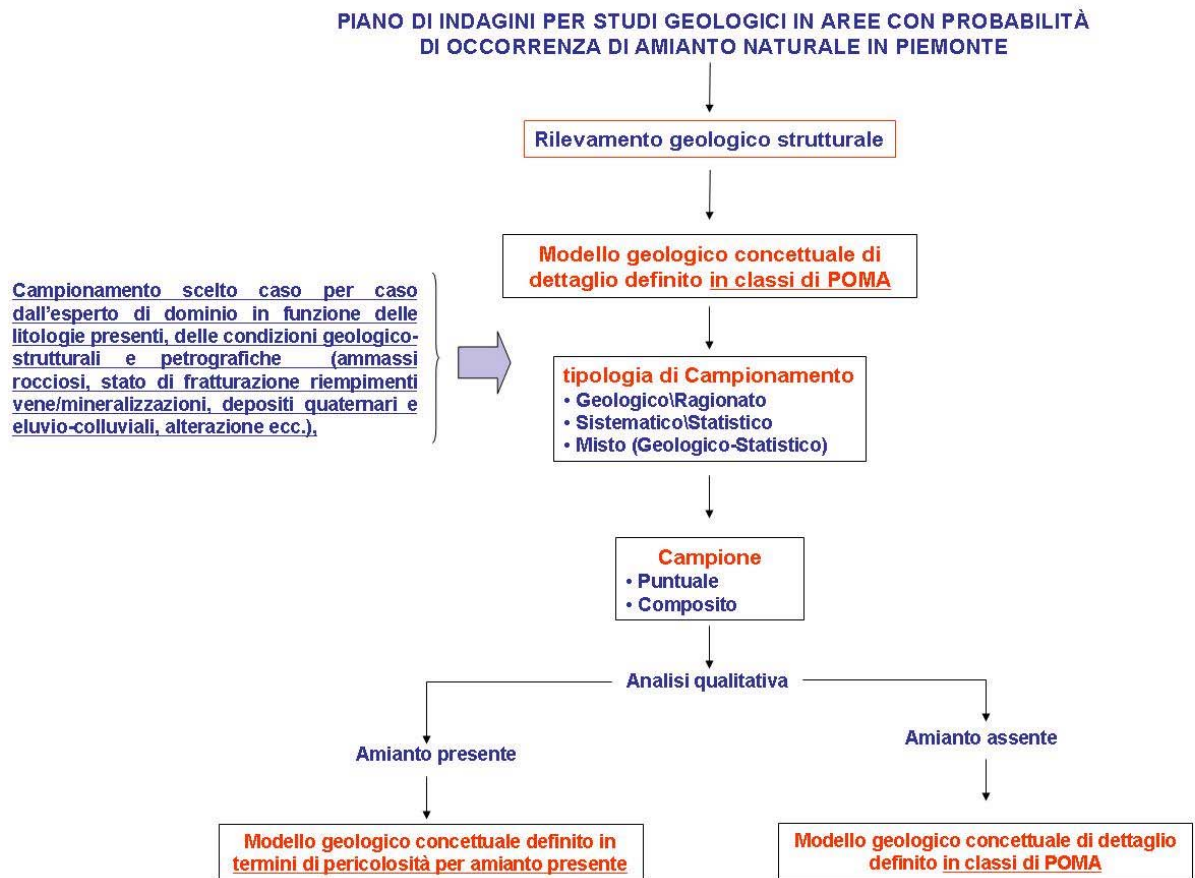 PIANO DI INDAGINI PER STUDI GEOLOGICI IN AREE CON PROBABILITÀ
DI OCCORRENZA DI AMIANTO NATURALE IN PIEMONTE
Rilevamento geologico strutturale
Modello geologico concettuale di
dettaglio definito in classi di POMA
Campionamento scelto caso per caso
dall'esperto di dominio in funzione delle
litologie presenti, delle condizioni geologico-
strutturali e petrografiche (ammassi
rocciosi, stato di fratturazione riempimenti
vene/mineralizzazioni, depositi quaternari e
eluvio-colluviali, alterazione ecc.),
tipologia di Campionamento
• Geologico\Ragionato
• Sistematico\Statistico
• Misto (Geologico-Statistico)
Campione
• Puntuale
• Composito
Analisi qualitativa
Amianto presente
Amianto assente
Modello geologico concettuale definito in
termini di pericolosità per amianto presente
Modello geologico concettuale di dettaglio
definito in classi di POMA